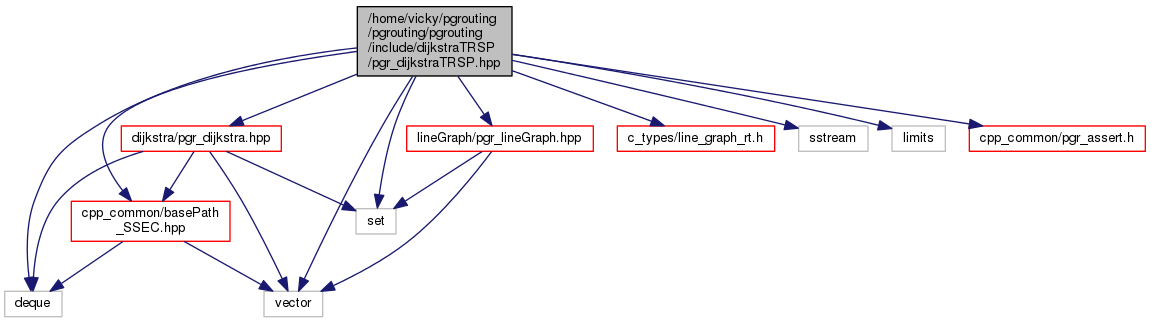 /home/vicky/pgrouting
/pgrouting/pgrouting
/include/dijkstraTRSP
/pgr_dijkstraTRSP.hpp
dijkstra/pgr_dijkstra.hpp
lineGraph/pgr_lineGraph.hpp
c_types/line_graph_rt.h
sstream
limits
cpp_common/pgr_assert.h
cpp_common/basePath
_SSEC.hpp
set
deque
vector